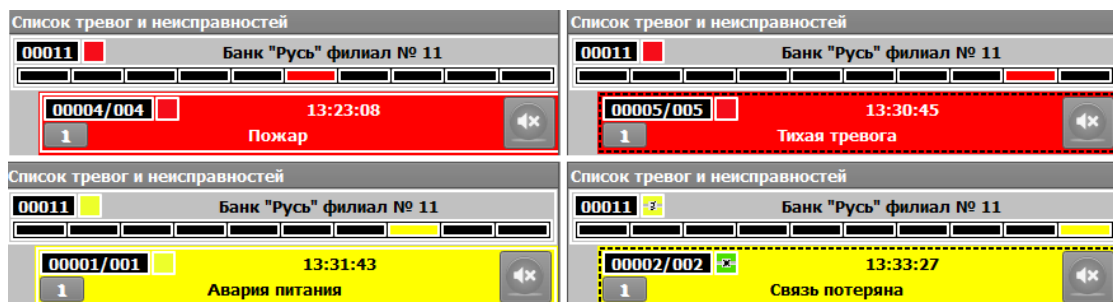 Список тревог и неисправностей
00011 Банк "Русь" филиал № 11
00004/004 13:23:08
1 Пожар
Список тревог и неисправностей
00011 Банк "Русь" филиал № 11
00005/005 13:30:45
1 Тихая тревога
Список тревог и неисправностей
00011 Банк "Русь" филиал № 11
00001/001 13:31:43
1 Авария питания
Список тревог и неисправностей
00011 Банк "Русь" филиал № 11
00002/002 13:33:27
1 Связь потеряна